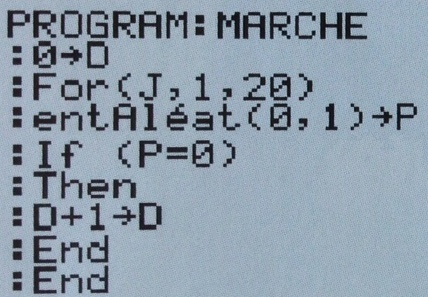 PROGRAM:MARCHE
:0→D
:For(J,1,20)
:entAléat(0,1)→P
:If (P=0)
:Then
:D+1→D
:End
:End